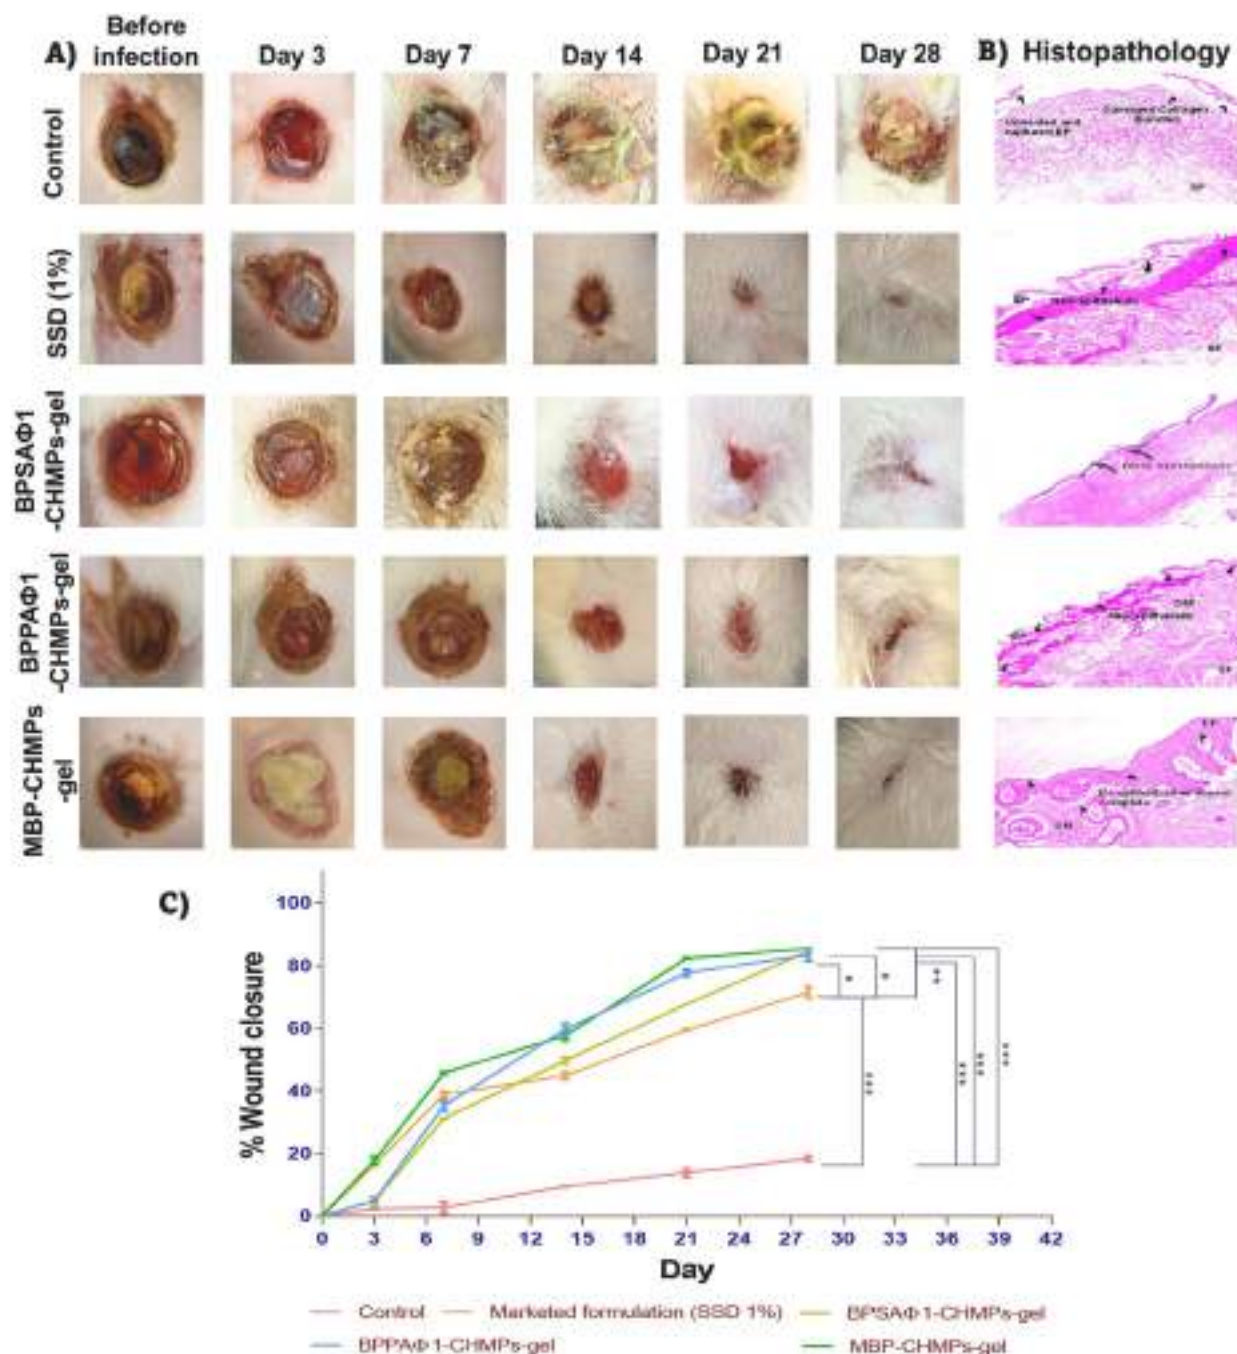 A)
Before
infection
Day 3
Day 7
Day 14
Day 21
Day 28
B) Histopathology
Control
SSD (1%)
BPSAΦ1
-CHMPs-gel
BPPAΦ1
-CHMPs-gel
MBP-CHMPs
-gel
C)
% Wound closure
100
80
60
40
20
0
0 3 6 9 12 15 18 21 24 27 30 33 36 39 42
Day
*
*
**
***
***
***
***
Control
Marketed formulation (SSD 1%)
BPSAΦ1-CHMPs-gel
BPPAΦ1-CHMPs-gel
MBP-CHMPs-gel